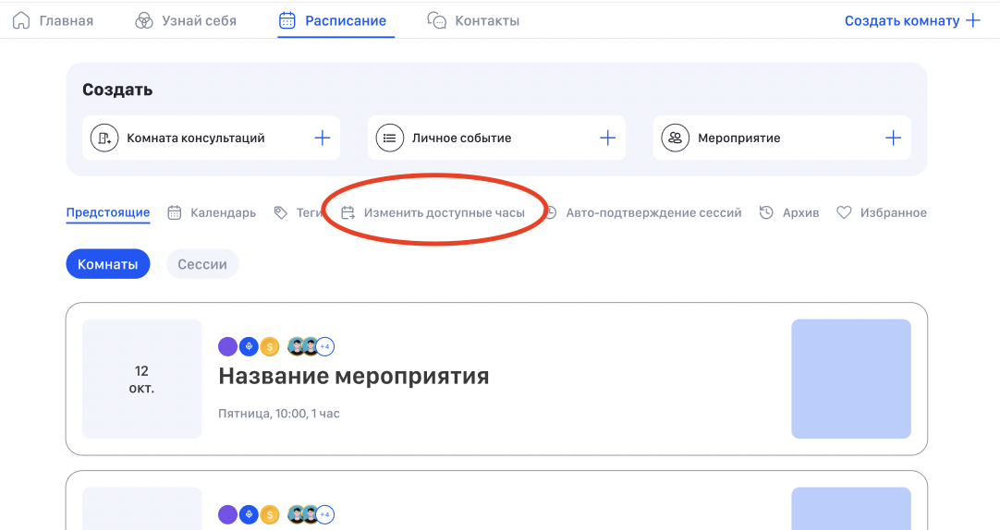 Главная Узнай себя Расписание Контакты Создать комнату
Создать
Комната консультаций Личное событие Мероприятие
Предстоящие Календарь Теги Изменить доступные часы Авто-подтверждение сессий Архив Избранное
Комнаты Сессии
+4
12
окт.
Название мероприятия
Пятница, 10:00, 1 час
+4